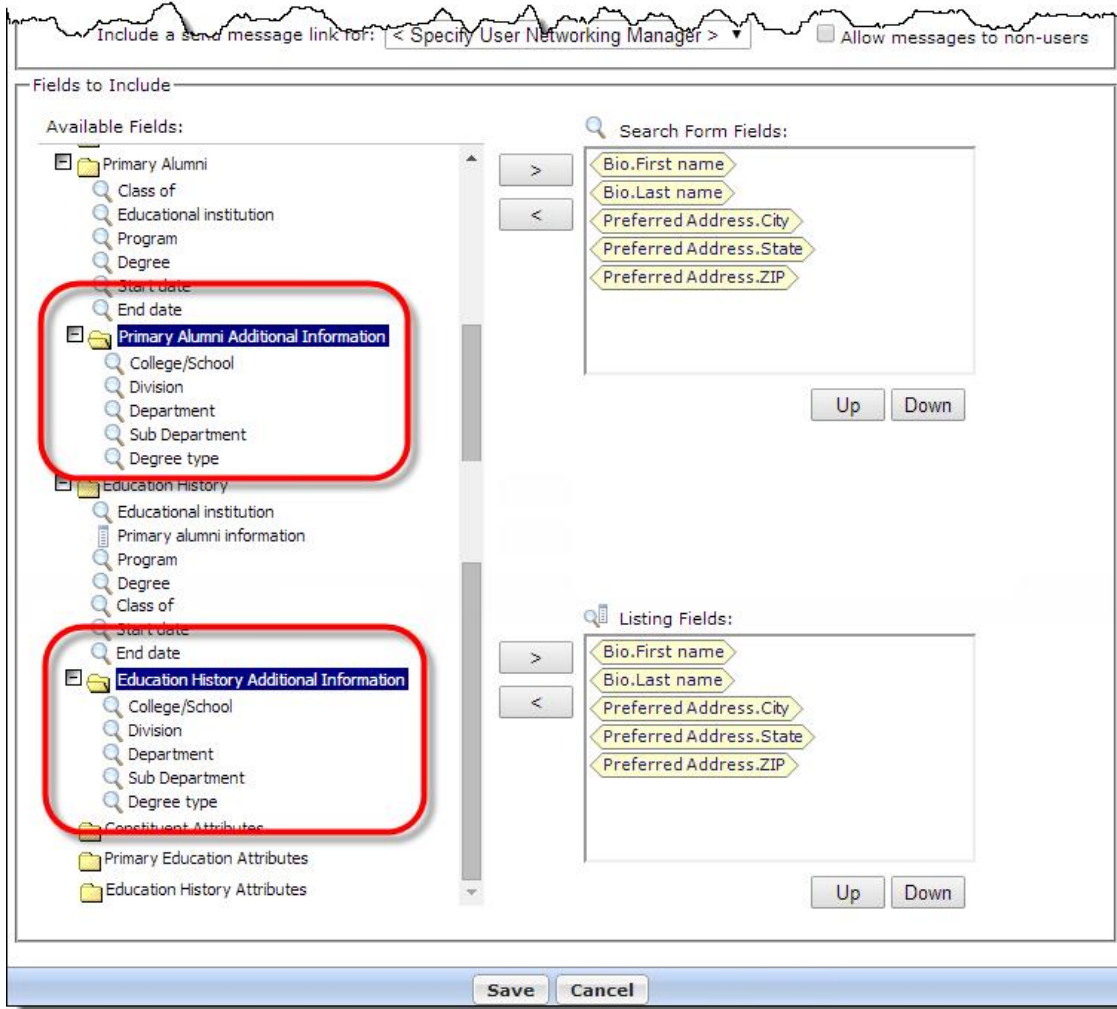 Include a send message link for: < Specify User Networking Manager > Allow messages to non-users
Fields to Include
Available Fields:
Primary Alumni
Class of
Educational institution
Program
Degree
Start date
End date
Primary Alumni Additional Information
College/School
Division
Department
Sub Department
Degree type
Education History
Educational institution
Primary alumni information
Program
Degree
Class of
Start date
End date
Education History Additional Information
College/School
Division
Department
Sub Department
Degree type
Constituent Attributes
Primary Education Attributes
Education History Attributes
>
<
Search Form Fields:
Bio.First name
Bio.Last name
Preferred Address.City
Preferred Address.State
Preferred Address.ZIP
Up Down
>
<
Listing Fields:
Bio.First name
Bio.Last name
Preferred Address.City
Preferred Address.State
Preferred Address.ZIP
Up Down
Save Cancel